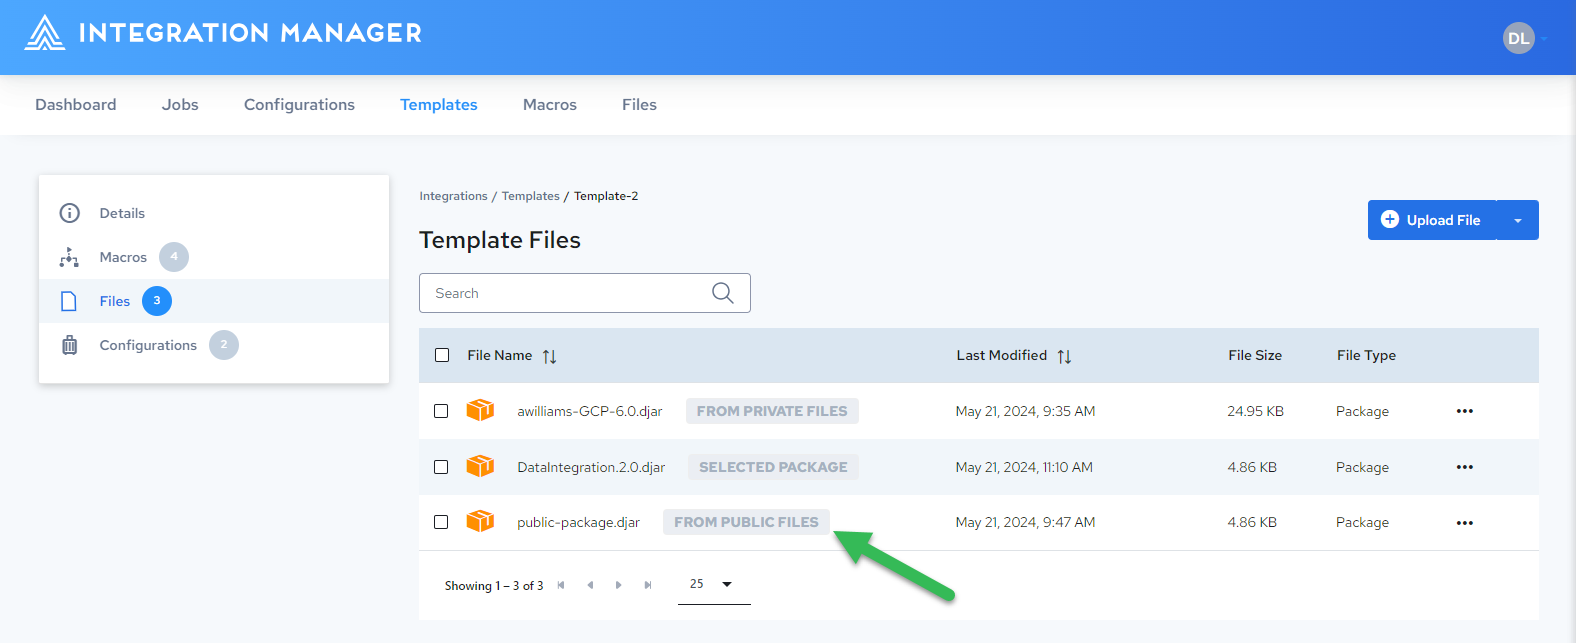 INTEGRATION MANAGER
DL
Dashboard Jobs Configurations Templates Macros Files
Details
Macros 4
Files 3
Configurations 2
Integrations / Templates / Template-2
Template Files
Upload File
Search
File Name Last Modified File Size File Type
awilliams-GCP-6.0.djar FROM PRIVATE FILES May 21, 2024, 9:35 AM 24.95 KB Package
DataIntegration.2.0.djar SELECTED PACKAGE May 21, 2024, 11:10 AM 4.86 KB Package
public-package.djar FROM PUBLIC FILES May 21, 2024, 9:47 AM 4.86 KB Package
Showing 1 – 3 of 3 25